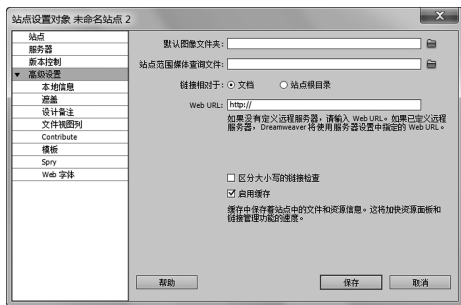 站点设置对象 未命名站点 2
X
站点
服务器
版本控制
高级设置
本地信息
遮盖
设计备注
文件视图列
Contribute
模板
Spry
Web 字体
默认图像文件夹:
站点范围媒体查询文件:
链接相对于: 文档 站点根目录
Web URL: http://
如果没有定义远程服务器，请输入 Web URL。如果已定义远程
服务器，Dreamweaver 将使用服务器设置中指定的 Web URL。
区分大小写的链接检查
启用缓存
缓存中保存着站点中的文件和资源信息。这将加快资源面板和
链接管理功能的速度。
帮助 保存 取消